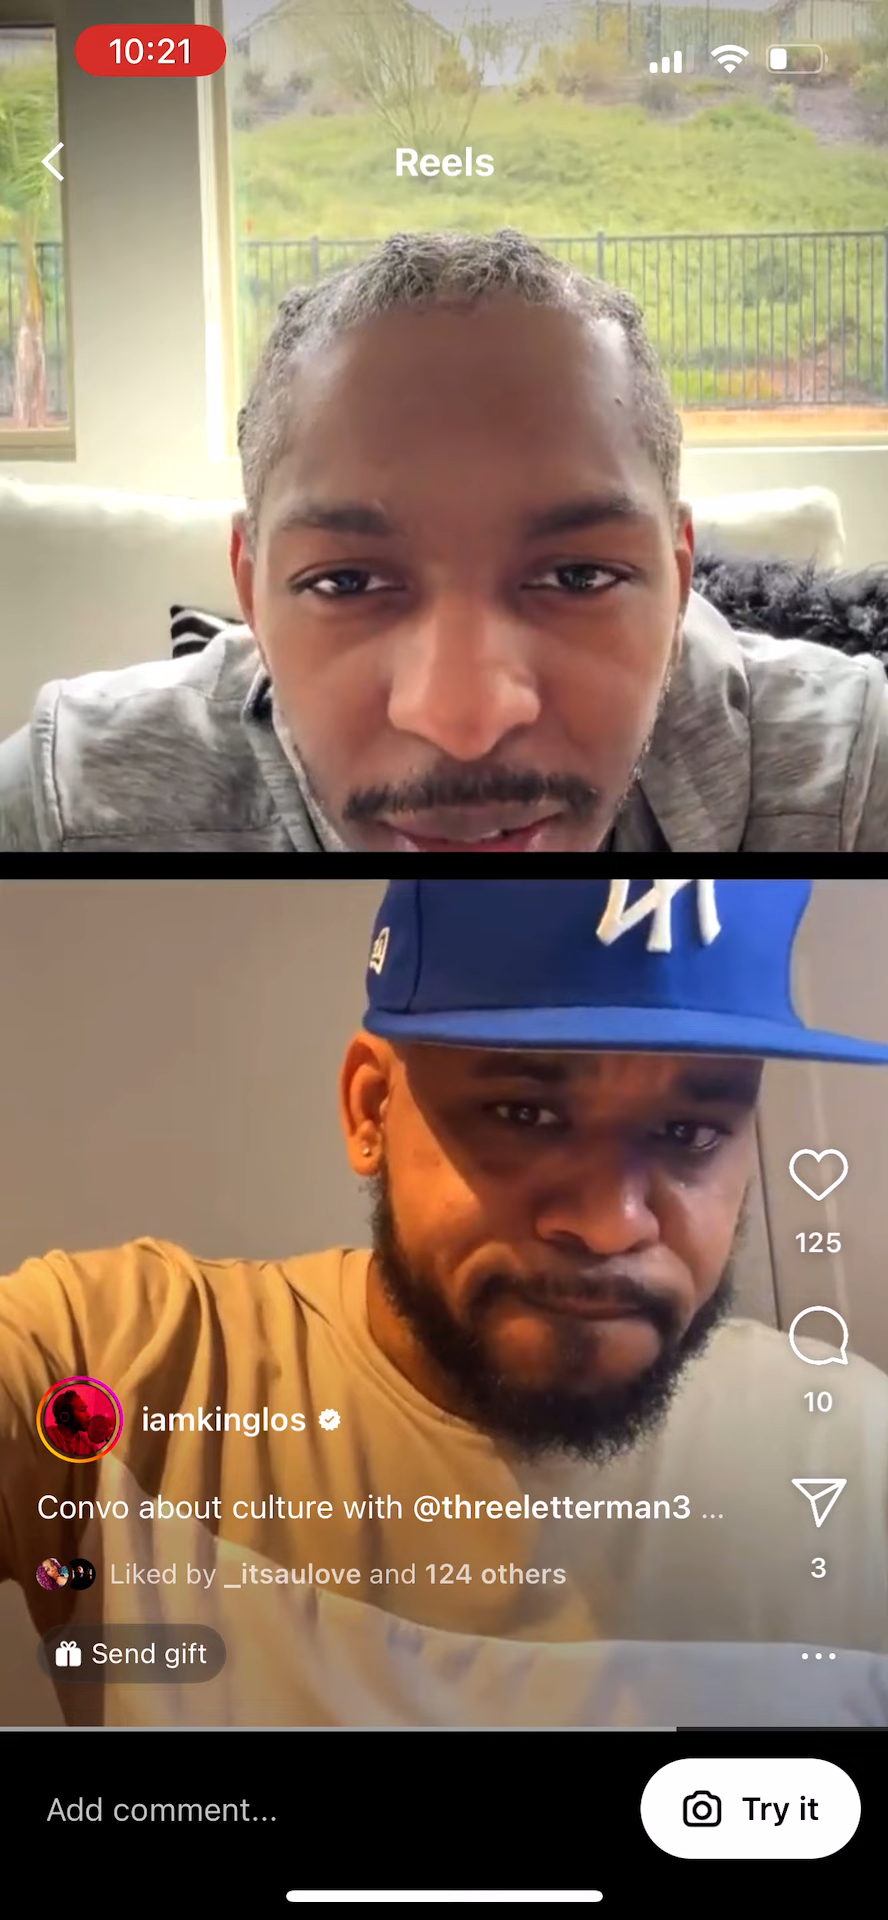 10:21
Reels
125
10
iamkinglos
Convo about culture with @threeletterman3 ...
3
Liked by _itsaulove and 124 others
Send gift
Add comment...
Try it